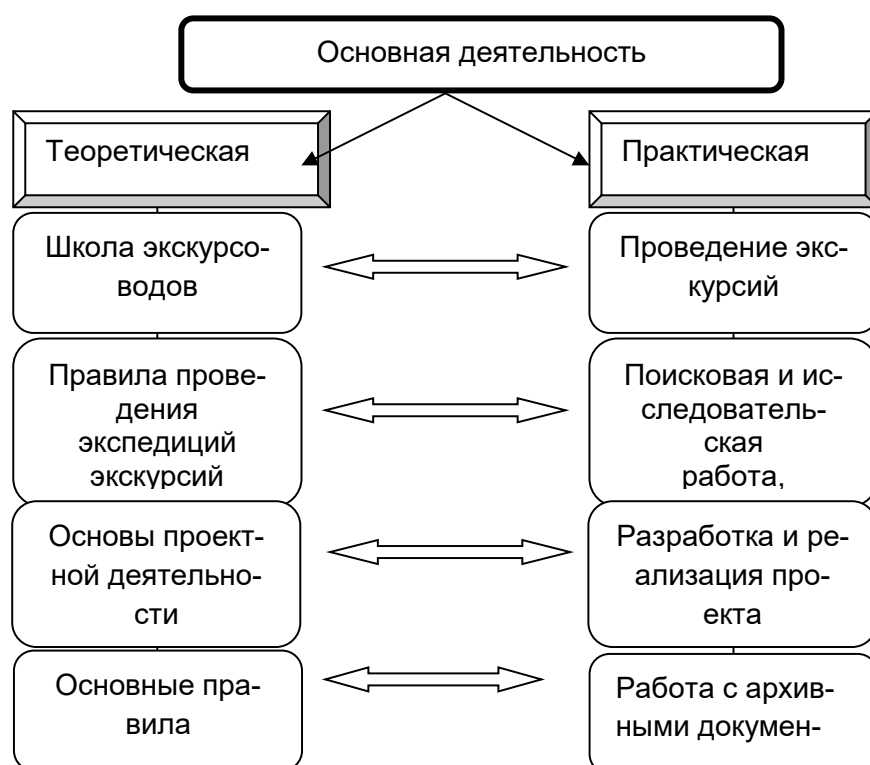 Основная деятельность
Теоретическая
Практическая
Школа экскурсо-
водов
Проведение экс-
курсий
Правила прове-
дения
экспедиций
экскурсий
Поисковая и ис-
следователь-
ская
работа,
Основы проект-
ной деятельно-
сти
Разработка и ре-
ализация про-
екта
Основные пра-
вила
Работа с архив-
ными докумен-